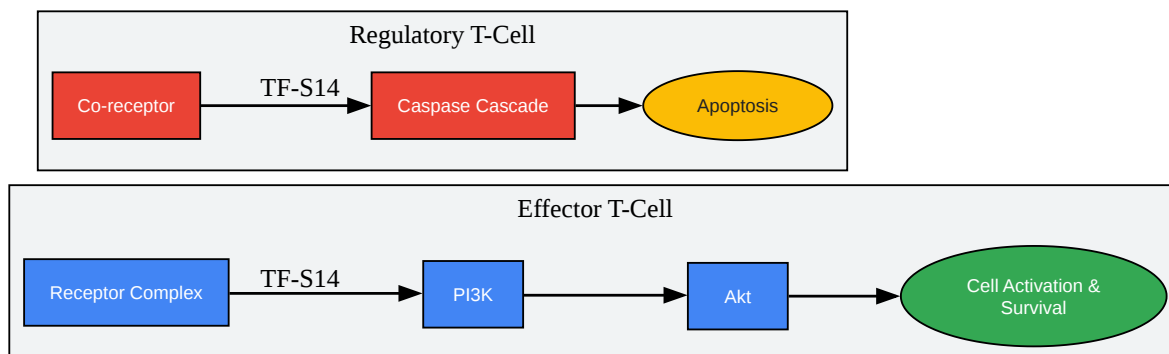 Regulatory T-Cell
Co-receptor
TF-S14
Caspase Cascade
Apoptosis
Effector T-Cell
Receptor Complex
TF-S14
PI3K
Akt
Cell Activation &
Survival